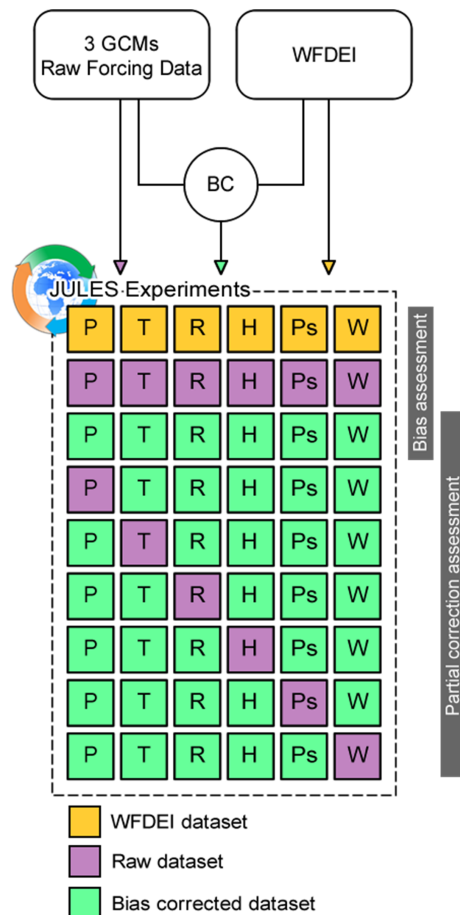 3 GCMs
Raw Forcing Data
WFDEI
BC
JULES Experiments
P T R H Ps W
P T R H Ps W
P T R H Ps W
P T R H Ps W
P T R H Ps W
P T R H Ps W
P T R H Ps W
P T R H Ps W
P T R H Ps W
Bias assessment
Partial correction assessment
WFDEI dataset
Raw dataset
Bias corrected dataset